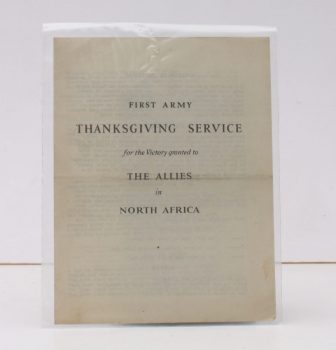 FIRST ARMY
THANKSGIVING SERVICE
for the Victory granted to
THE ALLIES
in
NORTH AFRICA